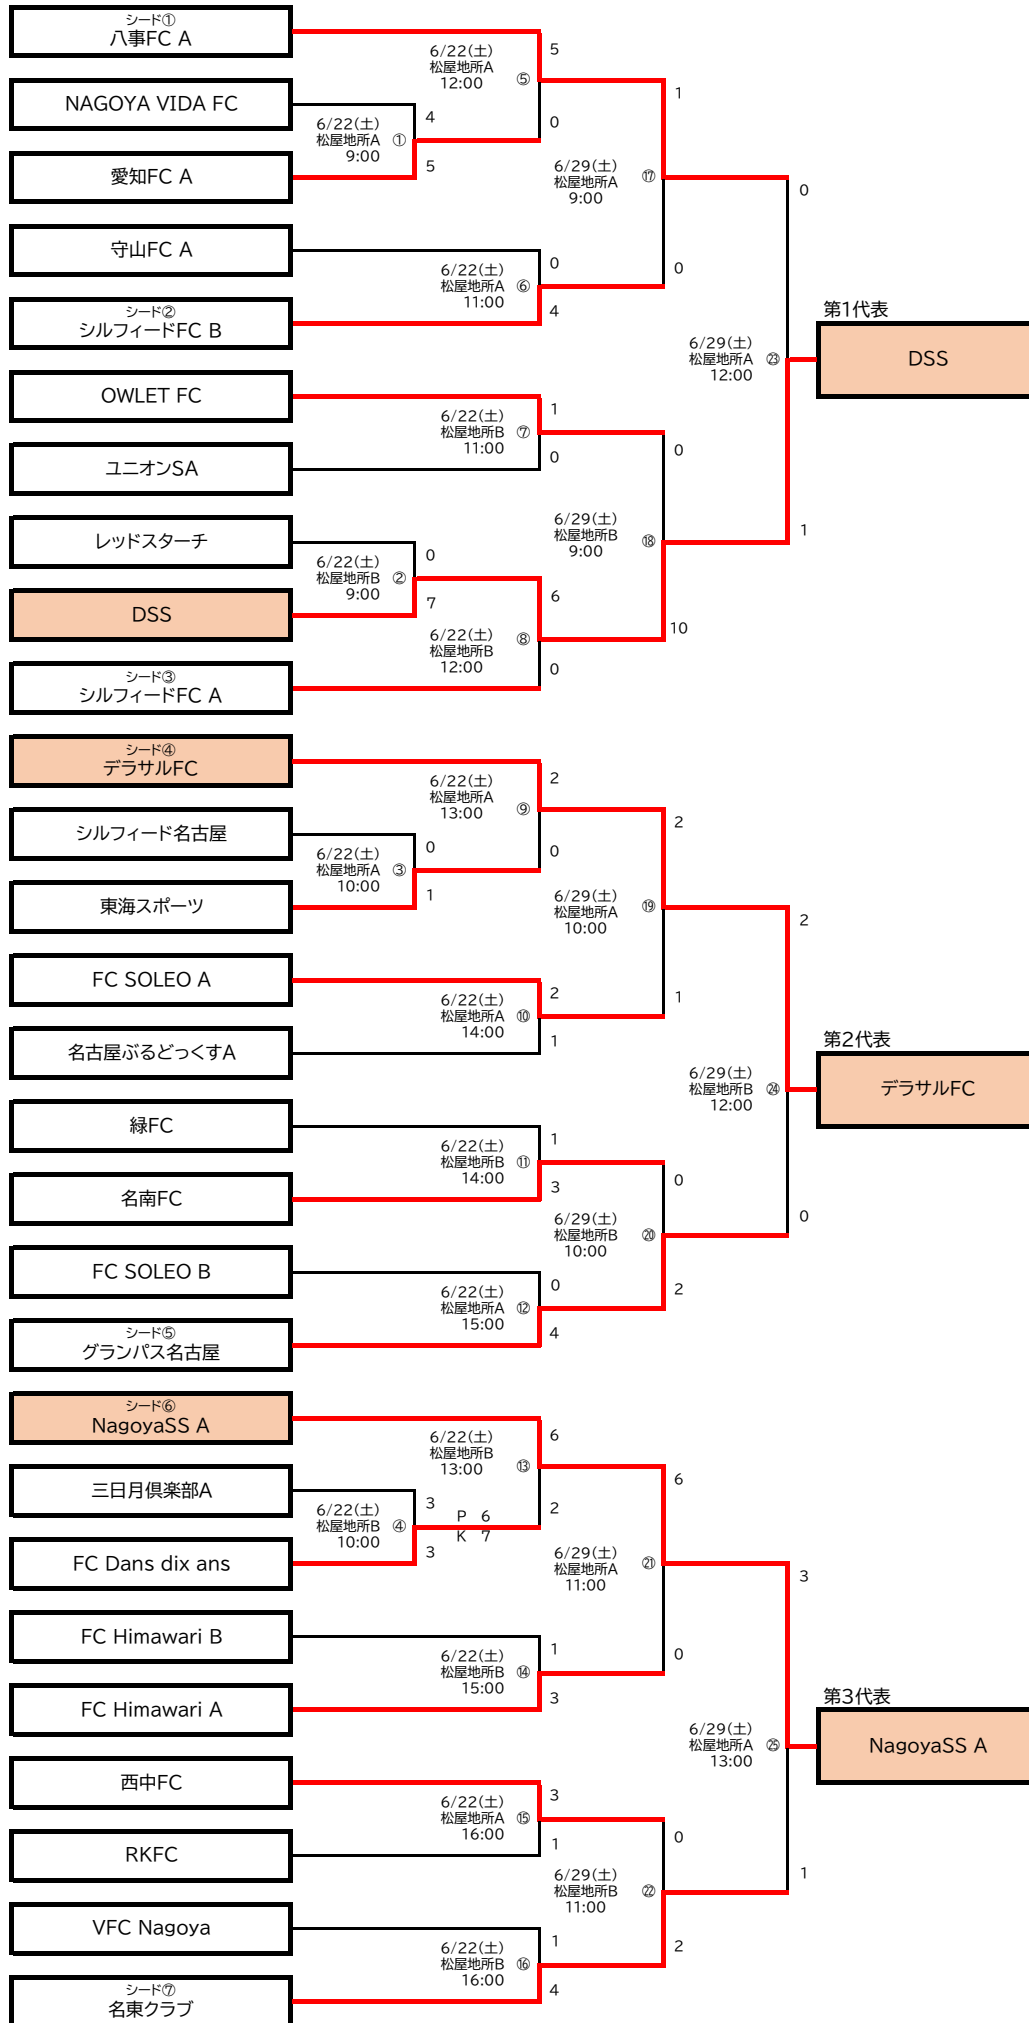 シード①
八事FC A
6/22(土)
松屋地所A
12:00
⑤
5
1
NAGOYA VIDA FC
6/22(土)
松屋地所A
9:00
①
4
0
愛知FC A
5
6/29(土)
松屋地所A
9:00
⑰
0
守山FC A
6/22(土)
松屋地所A
11:00
⑥
0
0
シード②
シルフィードFC B
4
第1代表
DSS
6/29(土)
松屋地所A
12:00
㉓
OWLET FC
6/22(土)
松屋地所B
11:00
⑦
1
0
ユニオンSA
0
レッドスターチ
6/22(土)
松屋地所B
9:00
②
0
6/29(土)
松屋地所B
9:00
⑱
1
DSS
7
6
10
6/22(土)
松屋地所B
12:00
⑧
シード③
シルフィードFC A
0
シード④
デラサルFC
6/22(土)
松屋地所A
13:00
⑨
2
2
シルフィード名古屋
6/22(土)
松屋地所A
10:00
③
0
0
東海スポーツ
1
6/29(土)
松屋地所A
10:00
⑲
2
FC SOLEO A
6/22(土)
松屋地所A
14:00
⑩
2
1
名古屋ぶるどっくすA
1
第2代表
デラサルFC
6/29(土)
松屋地所B
12:00
㉔
緑FC
6/22(土)
松屋地所B
14:00
⑪
1
0
名南FC
3
6/29(土)
松屋地所B
10:00
⑳
0
FC SOLEO B
6/22(土)
松屋地所A
15:00
⑫
0
2
シード⑤
グランパス名古屋
4
シード⑥
NagoyaSS A
6/22(土)
松屋地所B
13:00
⑬
6
6
三日月倶楽部A
6/22(土)
松屋地所B
10:00
④
3
P 6
K 7
2
FC Dans dix ans
3
6/29(土)
松屋地所A
11:00
㉑
3
FC Himawari B
6/22(土)
松屋地所B
15:00
⑭
1
0
FC Himawari A
3
第3代表
NagoyaSS A
6/29(土)
松屋地所A
13:00
㉕
西中FC
6/22(土)
松屋地所A
16:00
⑮
3
0
RKFC
1
6/29(土)
松屋地所B
11:00
㉒
1
VFC Nagoya
6/22(土)
松屋地所B
16:00
⑯
1
2
シード⑦
名東クラブ
4